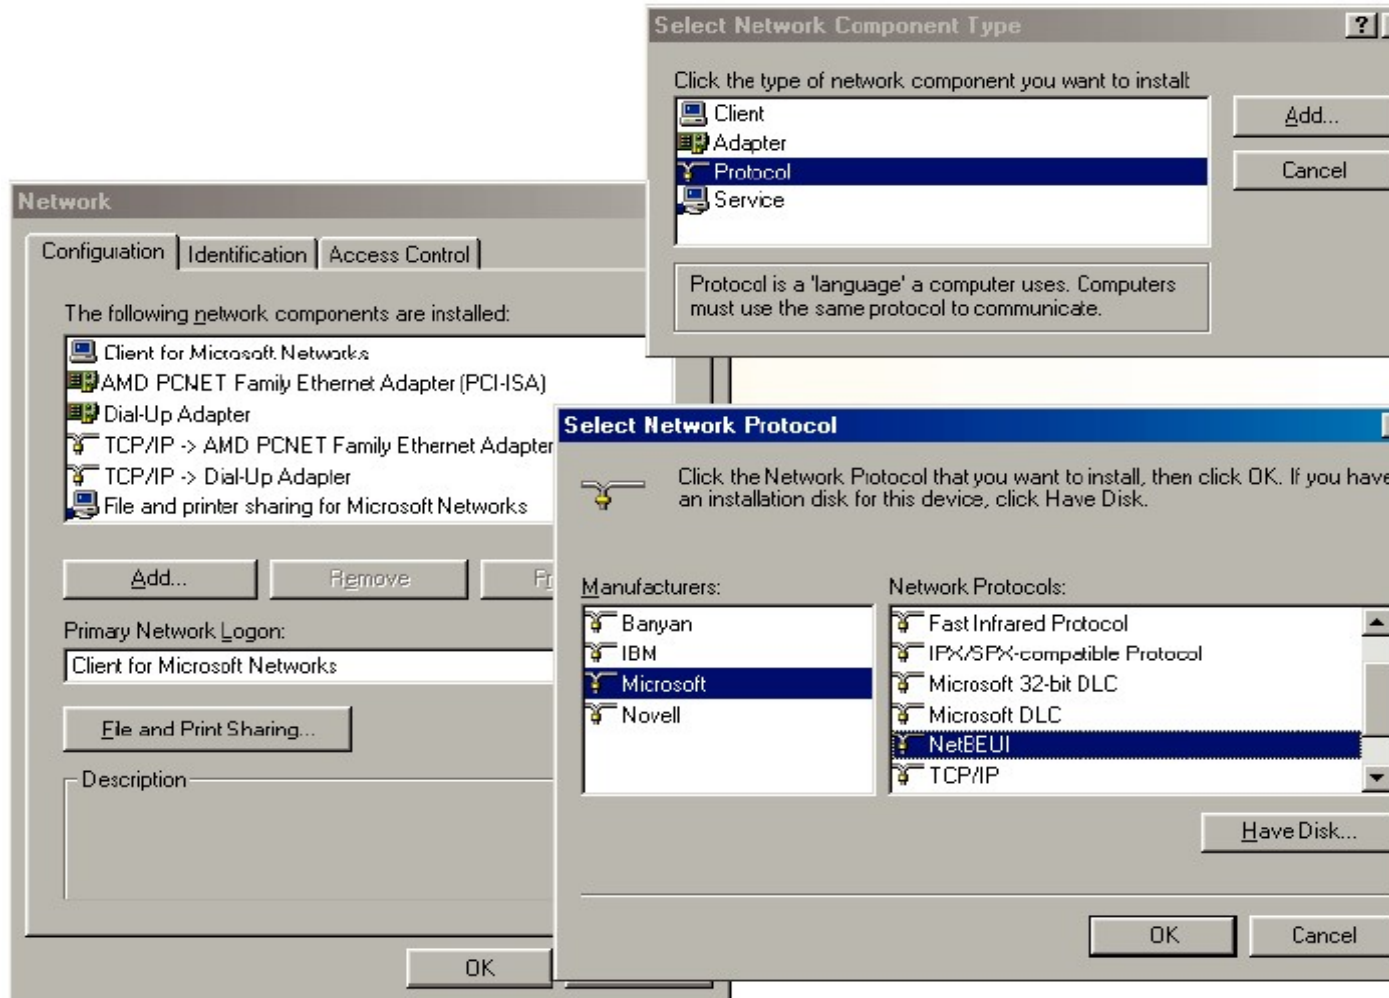 Select Network Component Type
?
Click the type of network component you want to install:
Client
Adapter
Protocol
Service
Add...
Cancel
Protocol is a 'language' a computer uses. Computers
must use the same protocol to communicate.
Network
Configuration
Identification
Access Control
The following network components are installed:
Client for Microsoft Networks
AMD PCNET Family Ethernet Adapter (PCI-ISA)
Dial-Up Adapter
TCP/IP -> AMD PCNET Family Ethernet Adapter
TCP/IP -> Dial-Up Adapter
File and printer sharing for Microsoft Networks
Add...
Remove
Primary Network Logon:
Client for Microsoft Networks
File and Print Sharing...
Description
OK
Select Network Protocol
Click the Network Protocol that you want to install, then click OK. If you have
an installation disk for this device, click Have Disk.
Manufacturers:
Banyan
IBM
Microsoft
Novell
Network Protocols:
Fast Infrared Protocol
IPX/SPX-compatible Protocol
Microsoft 32-bit DLC
Microsoft DLC
NetBEUI
TCP/IP
Have Disk...
OK
Cancel